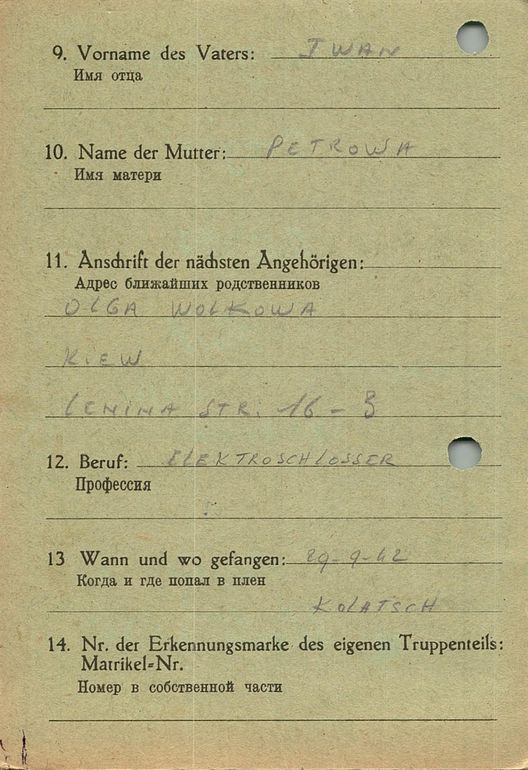 9. Vorname des Vaters: IWAN
Имя отца
10. Name der Mutter: PETROWA
Имя матери
11. Anschrift der nächsten Angehörigen:
Адрес ближайших родственников
OLGA WOLKOWA
KIEW
LENINA STR. 16-3
12. Beruf: ELEKTROSCHLOSSER
Профессия
13 Wann und wo gefangen: 29-9-42
Когда и где попал в плен
KOLATSCH
14. Nr. der Erkennungsmarke des eigenen Truppenteils:
Matrikel-Nr.
Номер в собственной части